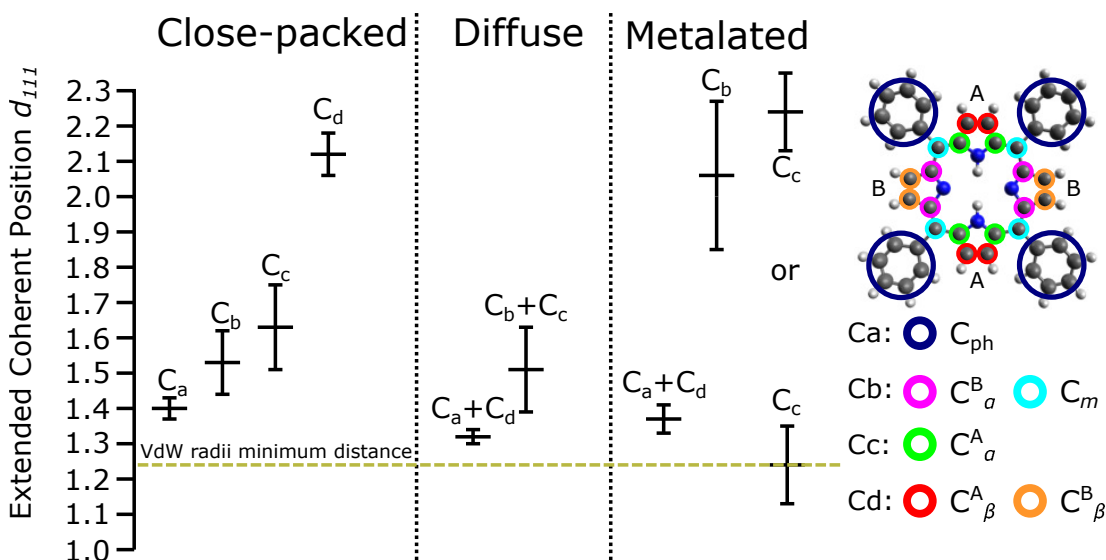 Close-packed
Diffuse
Metalated
Extended Coherent Position d111
2.3
2.2
2.1
2.0
1.9
1.8
1.7
1.6
1.5
1.4
1.3
1.2
1.1
1.0
Ca
Cb
Cc
Cd
VdW radii minimum distance
Ca+Cd
Cb+Cc
Cb
Cc
or
Ca+Cd
Cc
A
B
B
A
Ca: Cph
Cb: CBa Cm
Cc: CAa
Cd: CAβ CBβ